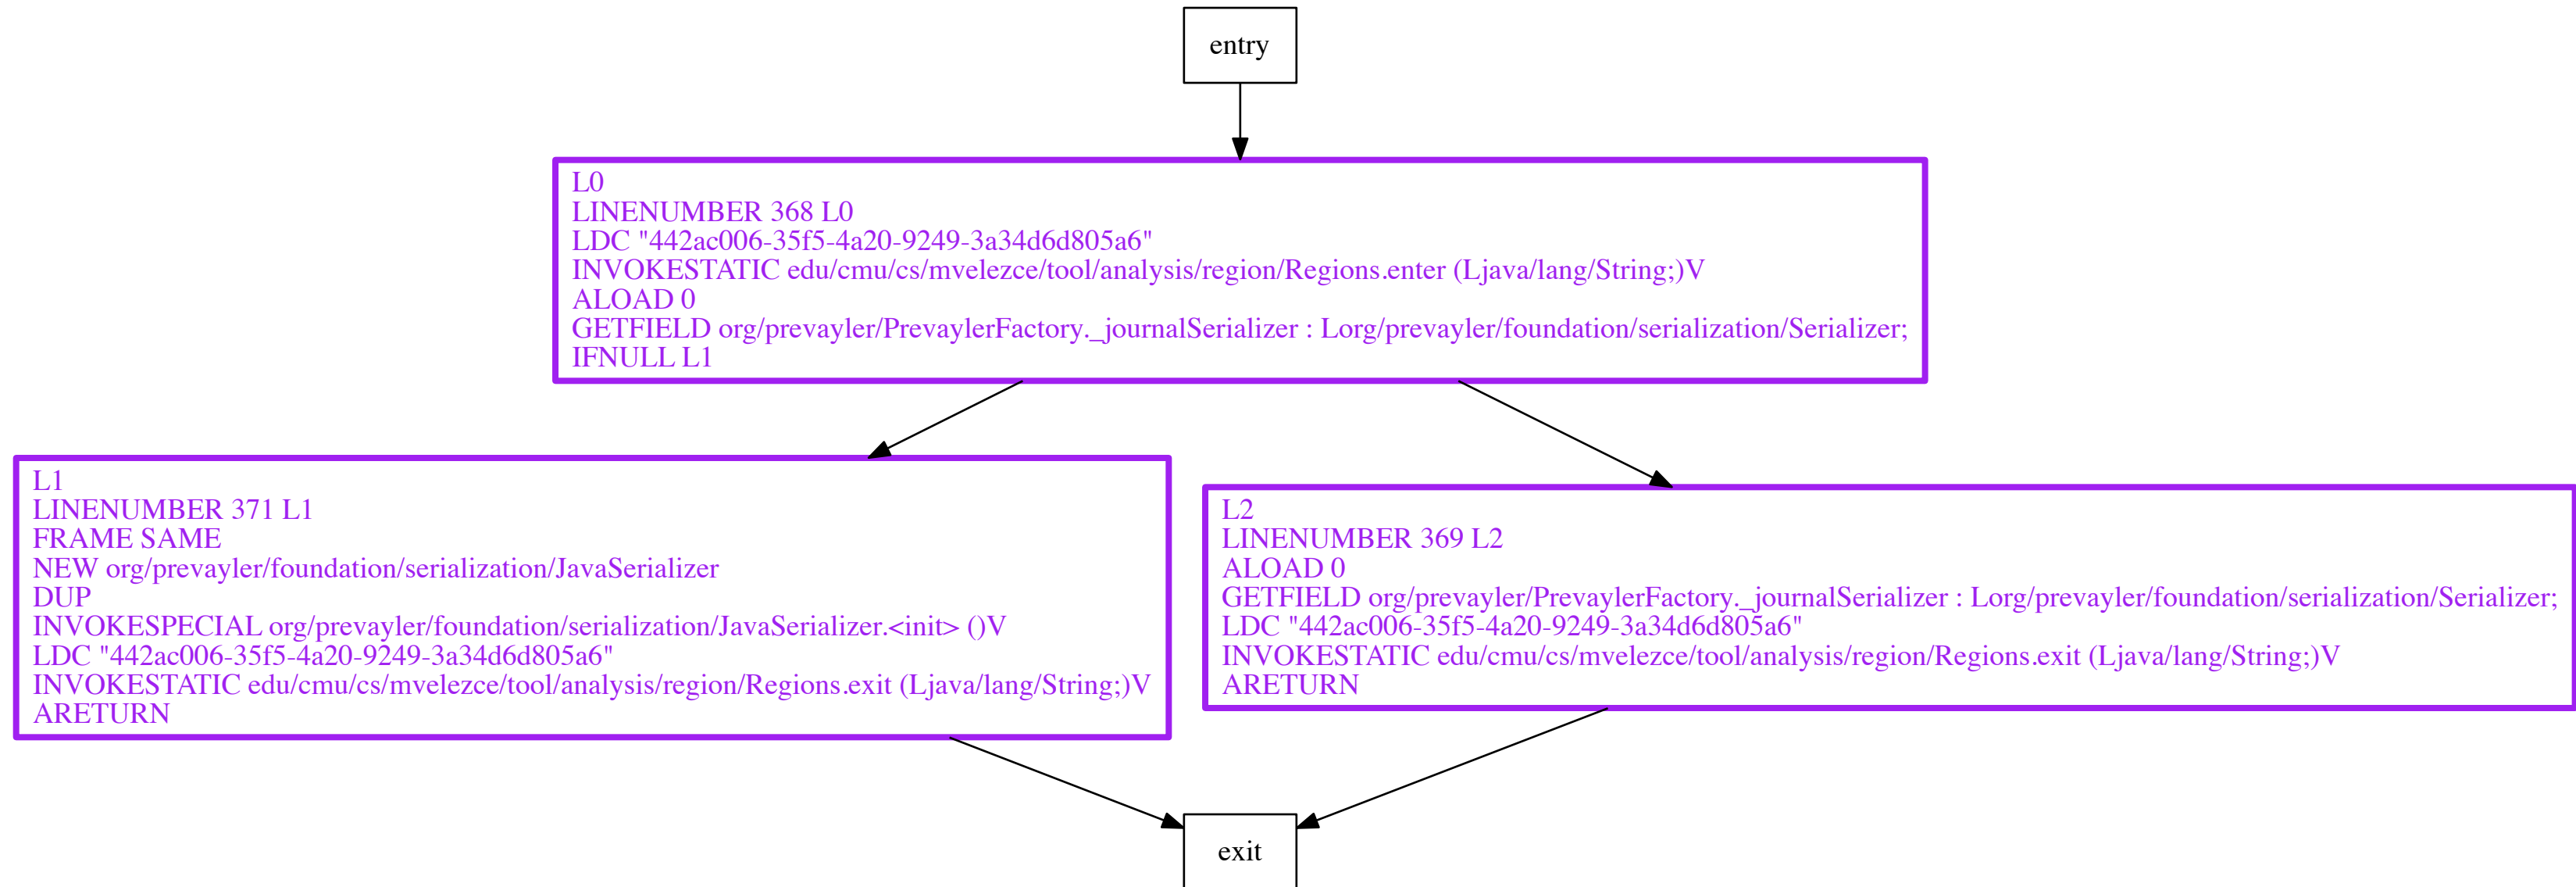 entry
L0
LINENUMBER 368 L0
LDC "442ac006-35f5-4a20-9249-3a34d6d805a6"
INVOKESTATIC edu/cmu/cs/mvelezce/tool/analysis/region/Regions.enter (Ljava/lang/String;)V
ALOAD 0
GETFIELD org/prevayler/PrevaylerFactory._journalSerializer : Lorg/prevayler/foundation/serialization/Serializer;
IFNULL L1
L1
LINENUMBER 371 L1
FRAME SAME
NEW org/prevayler/foundation/serialization/JavaSerializer
DUP
INVOKESPECIAL org/prevayler/foundation/serialization/JavaSerializer.<init> ()V
LDC "442ac006-35f5-4a20-9249-3a34d6d805a6"
INVOKESTATIC edu/cmu/cs/mvelezce/tool/analysis/region/Regions.exit (Ljava/lang/String;)V
ARETURN
L2
LINENUMBER 369 L2
ALOAD 0
GETFIELD org/prevayler/PrevaylerFactory._journalSerializer : Lorg/prevayler/foundation/serialization/Serializer;
LDC "442ac006-35f5-4a20-9249-3a34d6d805a6"
INVOKESTATIC edu/cmu/cs/mvelezce/tool/analysis/region/Regions.exit (Ljava/lang/String;)V
ARETURN
exit